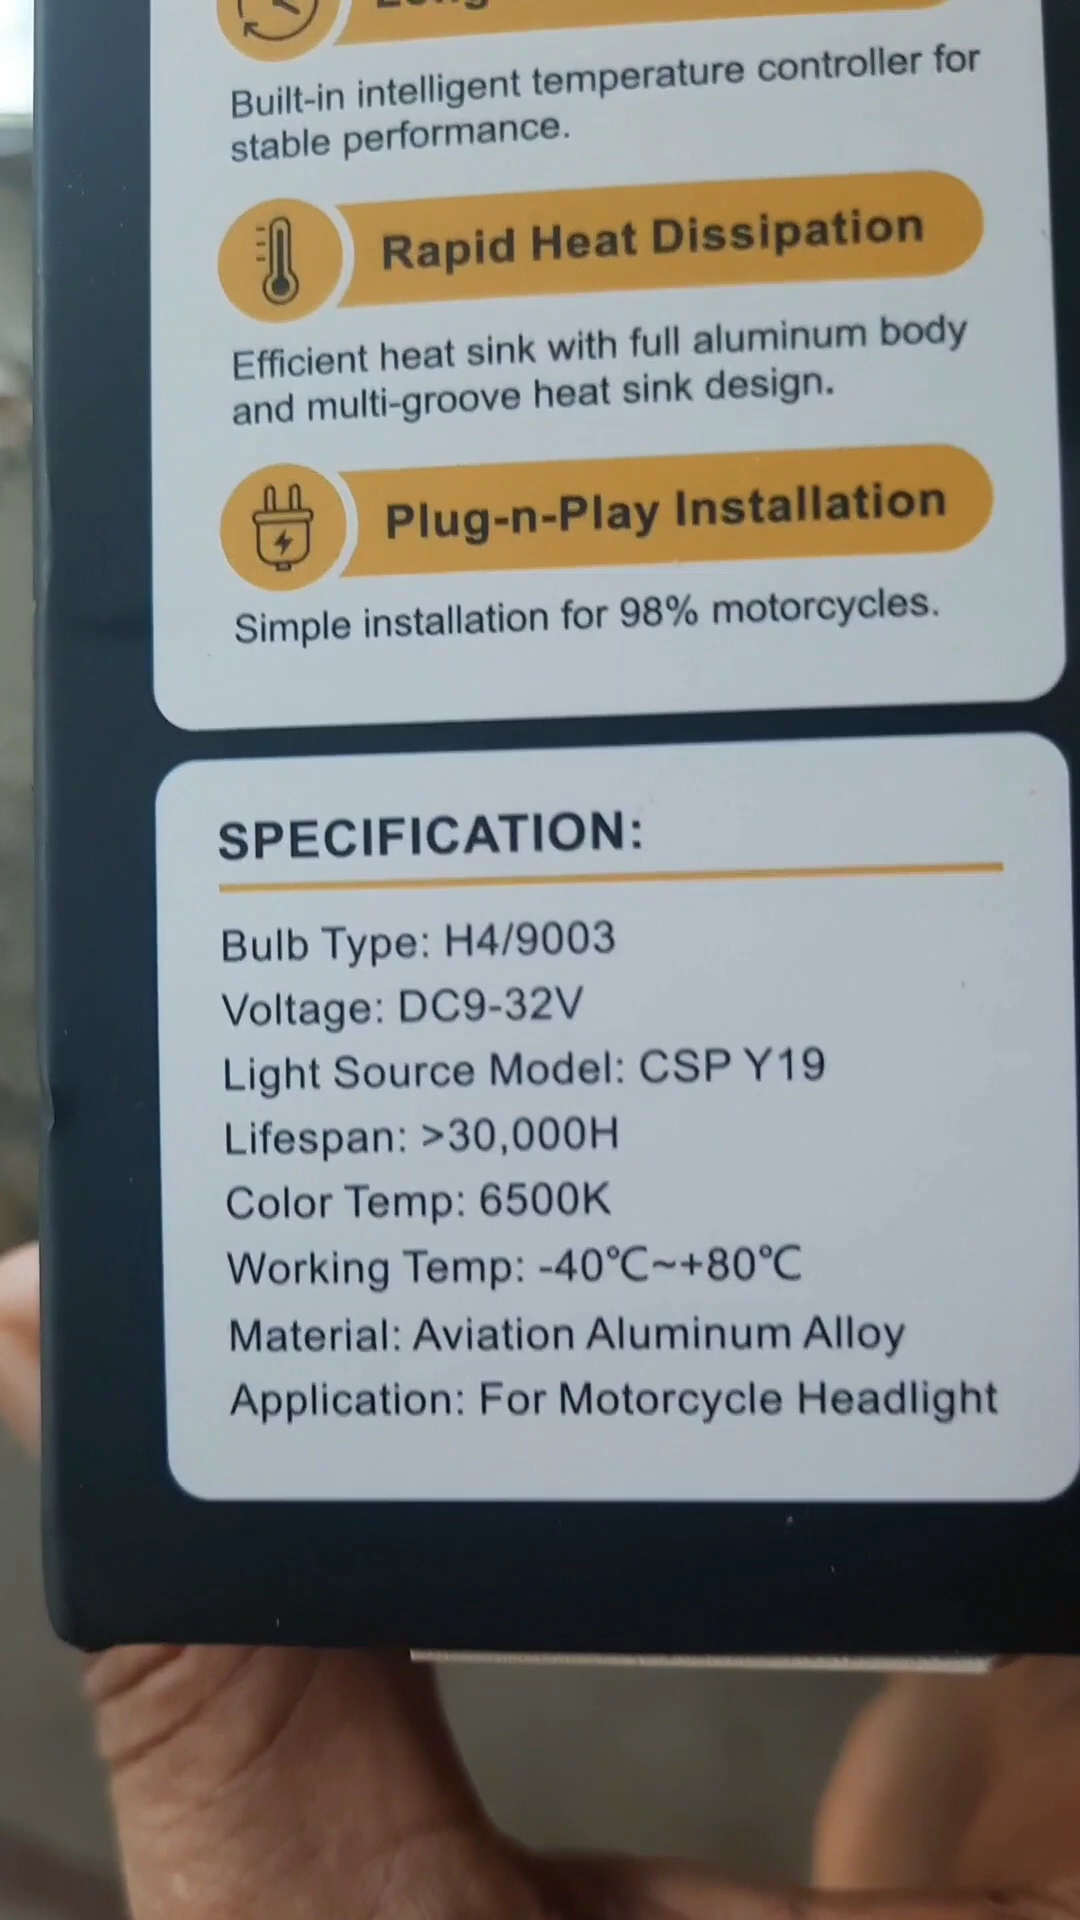 Built-in intelligent temperature controller for
stable performance.
Rapid Heat Dissipation
Efficient heat sink with full aluminum body
and multi-groove heat sink design.
Plug-n-Play Installation
Simple installation for 98% motorcycles.
SPECIFICATION:
Bulb Type: H4/9003
Voltage: DC9-32V
Light Source Model: CSP Y19
Lifespan: >30,000H
Color Temp: 6500K
Working Temp: -40℃~+80℃
Material: Aviation Aluminum Alloy
Application: For Motorcycle Headlight